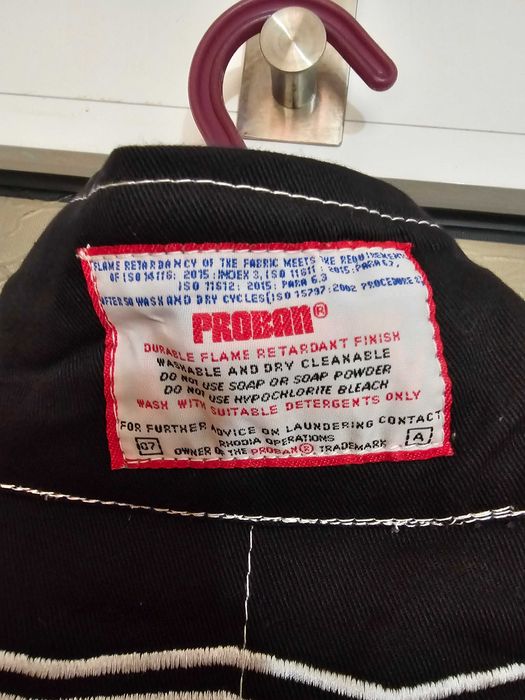 FLAME RETARDANCY OF THE FABRIC MEETS THE REQUIREMENTS
OF ISO 14116: 2015: INDEX 3, ISO 11611 : 2015: PARA 6.7,
ISO 11612: 2015: PARA 6.3
AFTER 50 WASH AND DRY CYCLES(ISO 15797:2002 PROCEDURE 2)
PROBAN®
DURABLE FLAME RETARDANT FINISH
WASHABLE AND DRY CLEANABLE
DO NOT USE SOAP OR SOAP POWDER
DO NOT USE HYPOCHLORITE BLEACH
WASH WITH SUITABLE DETERGENTS ONLY
FOR FURTHER ADVICE ON LAUNDERING CONTACT
67 RHODIA OPERATIONS A
OWNER OF THE PROBAN® TRADEMARK